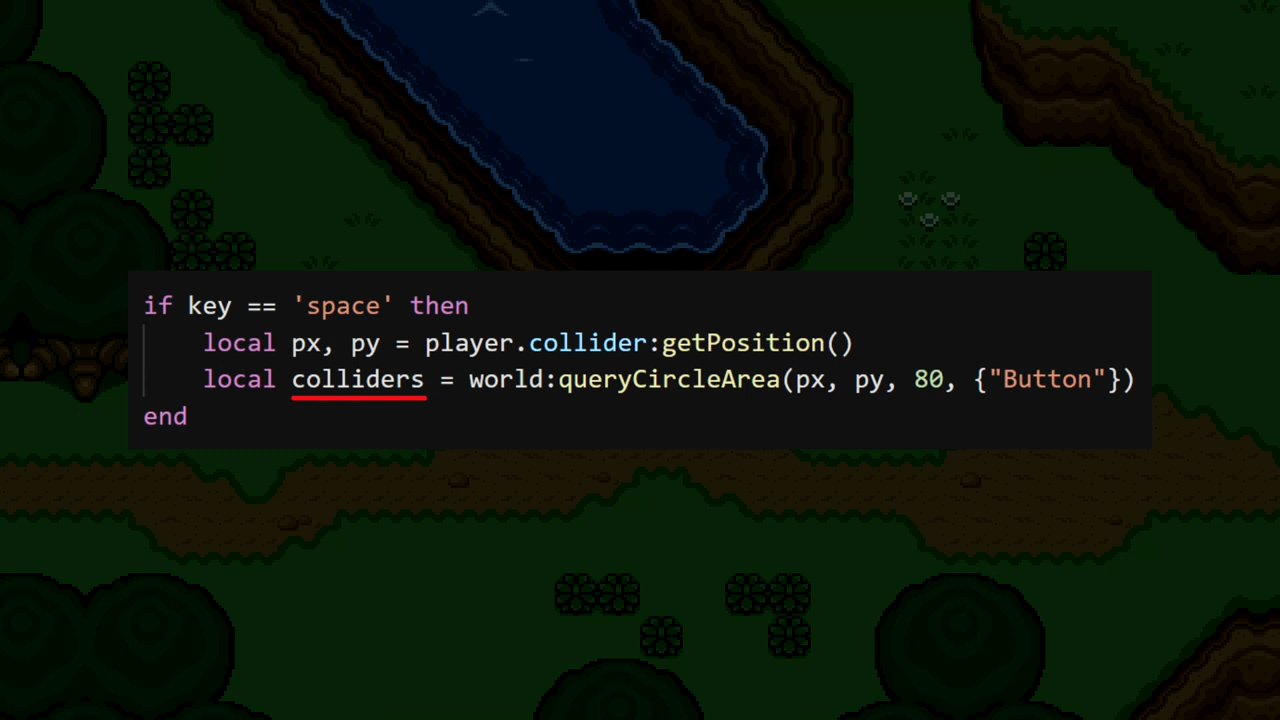 if key == 'space' then
    local px, py = player.collider:getPosition()
    local colliders = world:queryCircleArea(px, py, 80, {"Button"})
end